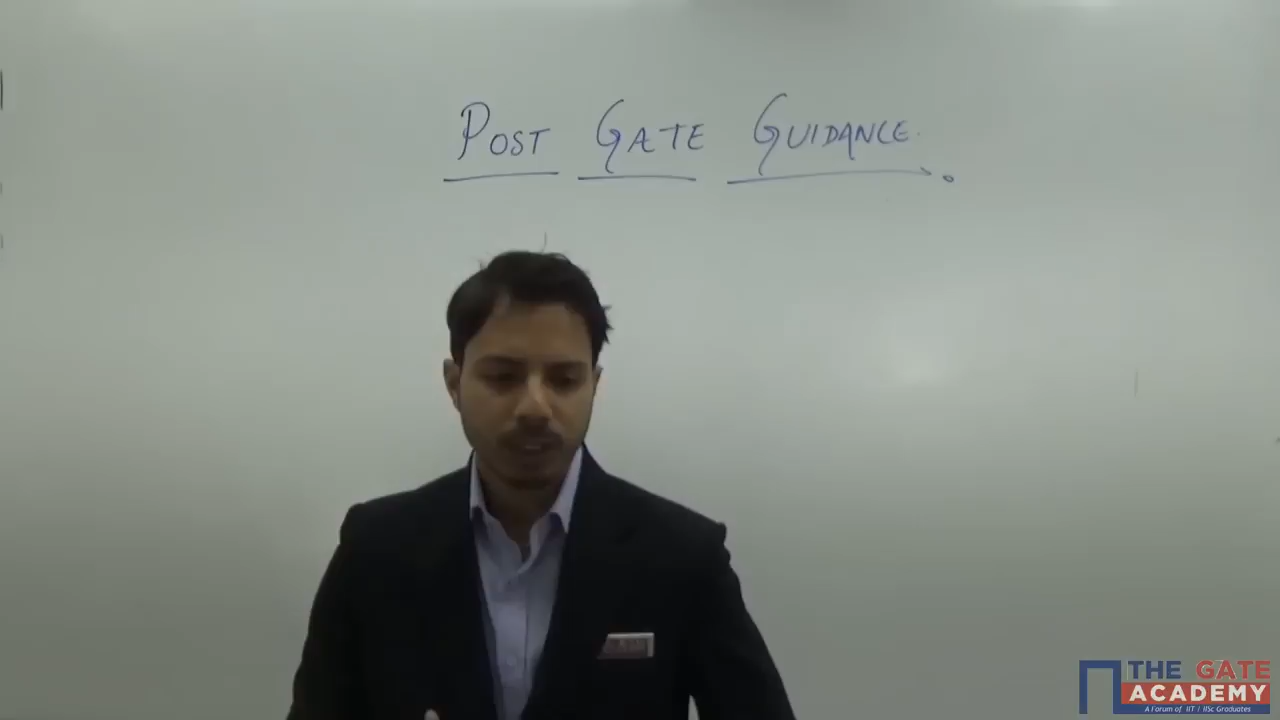 POST GATE GUIDANCE.
THE GATE
ACADEMY
A Forum of IIT / IISc Graduates